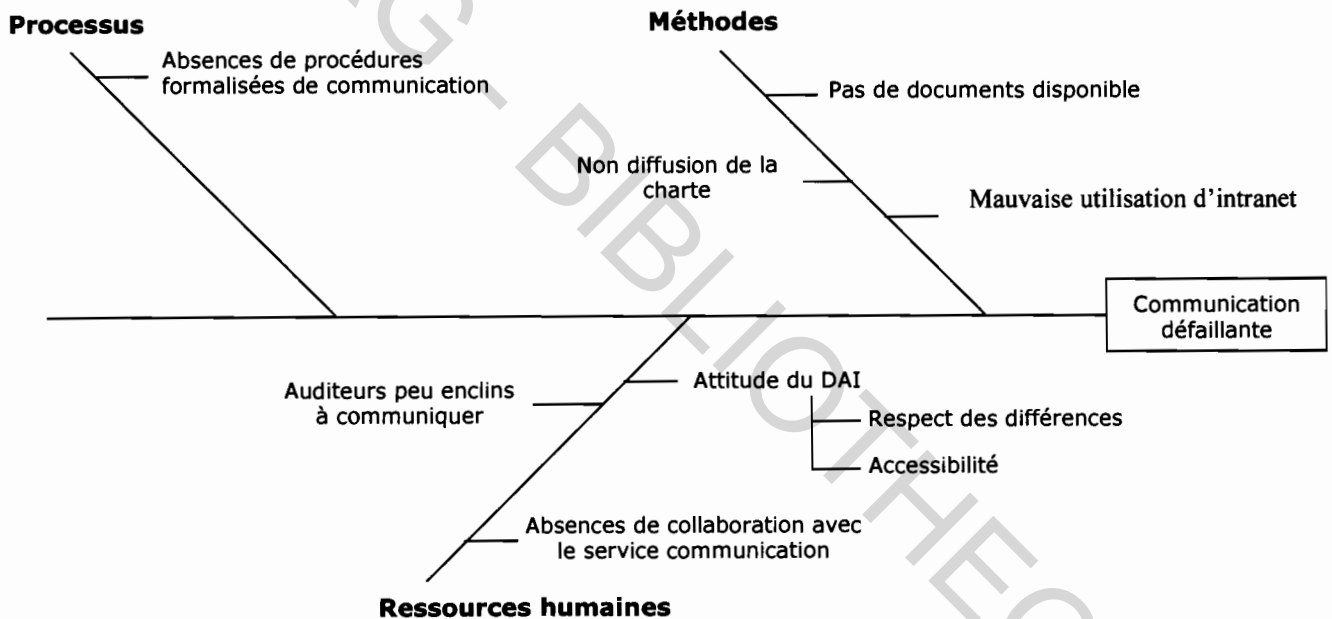 Processus
Méthodes
Absences de procédures
formalisées de communication
Pas de documents disponible
Non diffusion de la
charte
Mauvaise utilisation d'intranet
Communication
défaillante
Auditeurs peu enclins
à communiquer
Attitude du DAI
Respect des différences
Accessibilité
Absences de collaboration avec
le service communication
Ressources humaines
G - BIBLIOTHE